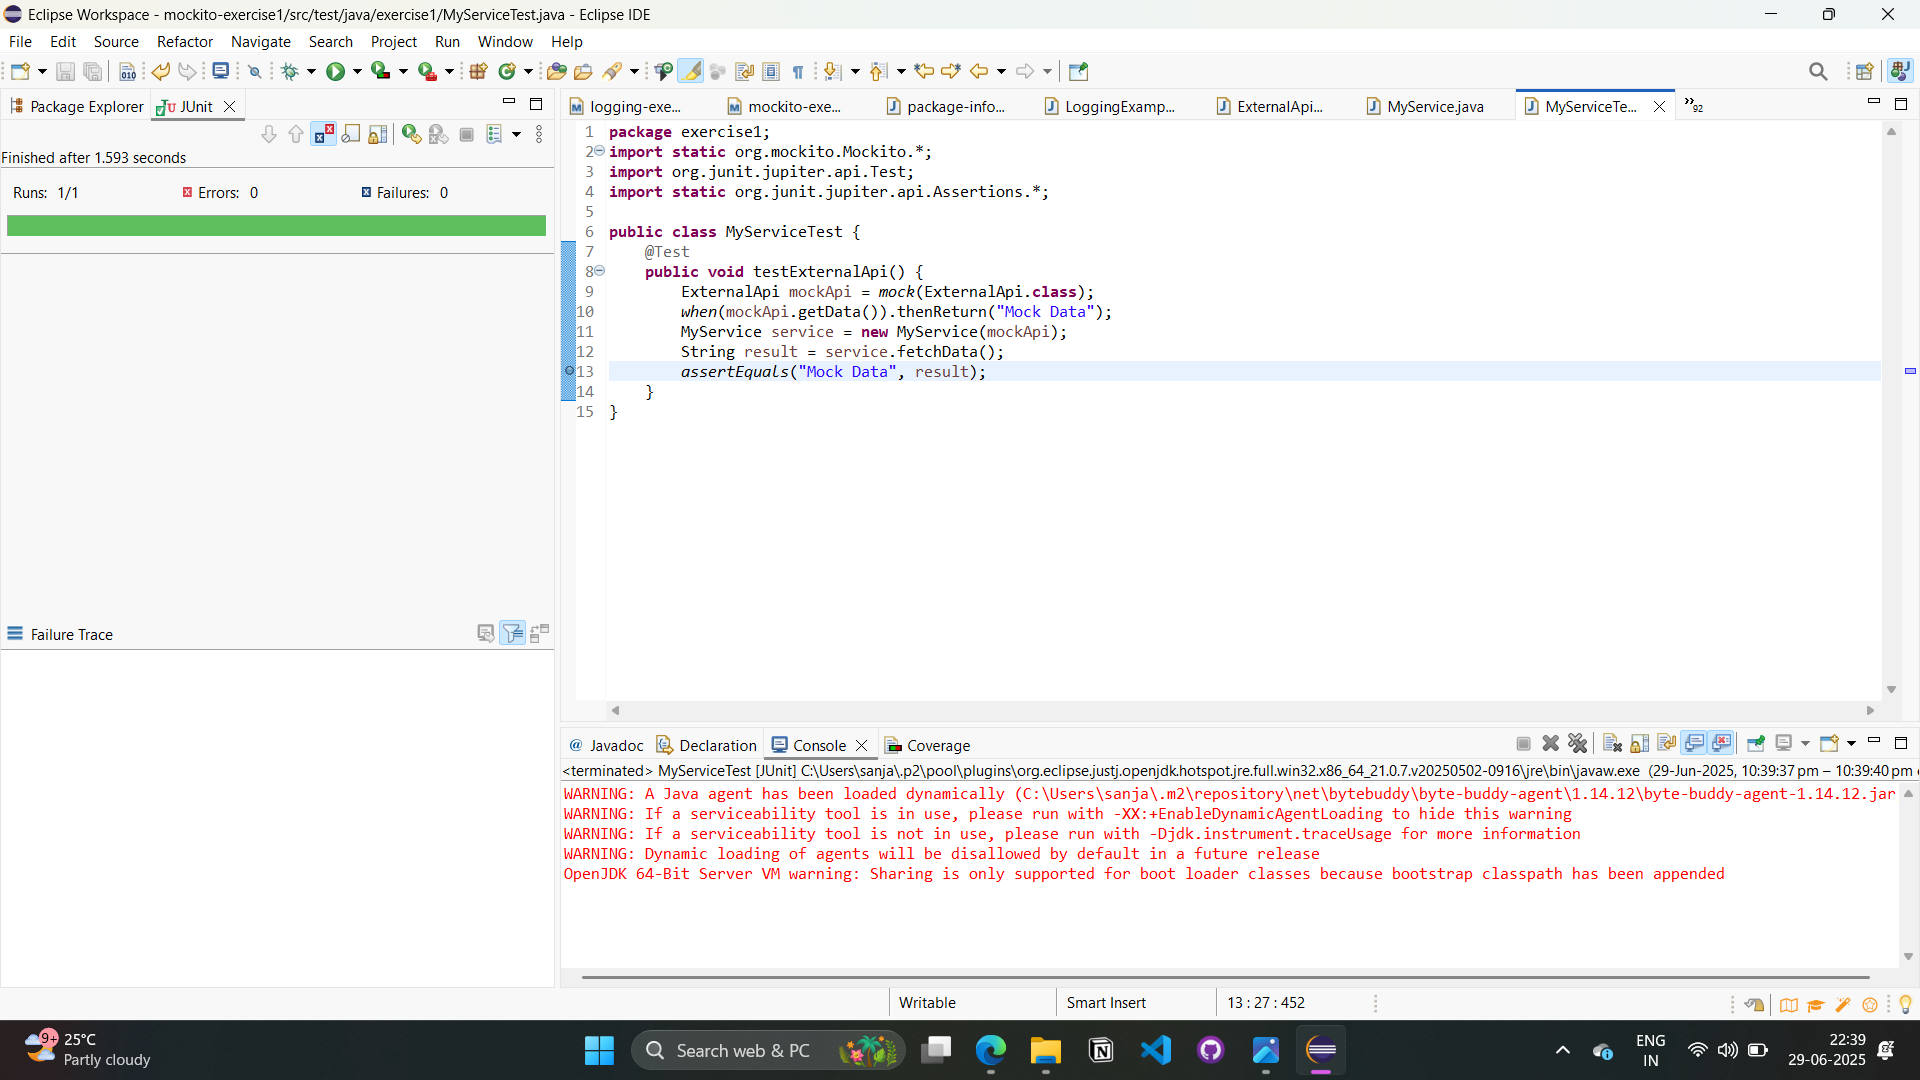 Eclipse Workspace - mockito-exercise1/src/test/java/exercise1/MyServiceTest.java - Eclipse IDE
File Edit Source Refactor Navigate Search Project Run Window Help
Package Explorer JUnit
logging-exe... mockito-exe... package-info... LoggingExamp... ExternalApi... MyService.java MyServiceTe... »92
Finished after 1.593 seconds
Runs: 1/1 Errors: 0 Failures: 0
Failure Trace
1 package exercise1;
2 import static org.mockito.Mockito.*;
3 import org.junit.jupiter.api.Test;
4 import static org.junit.jupiter.api.Assertions.*;
5
6 public class MyServiceTest {
7 @Test
8 public void testExternalApi() {
9 ExternalApi mockApi = mock(ExternalApi.class);
10 when(mockApi.getData()).thenReturn("Mock Data");
11 MyService service = new MyService(mockApi);
12 String result = service.fetchData();
13 assertEquals("Mock Data", result);
14 }
15 }
Javadoc Declaration Console Coverage
<terminated> MyServiceTest [JUnit] C:\Users\sanja\.p2\pool\plugins\org.eclipse.justj.openjdk.hotspot.jre.full.win32.x86_64_21.0.7.v20250502-0916\jre\bin\javaw.exe (29-Jun-2025, 10:39:37 pm – 10:39:40 pm
WARNING: A Java agent has been loaded dynamically (C:\Users\sanja\.m2\repository\net\bytebuddy\byte-buddy-agent\1.14.12\byte-buddy-agent-1.14.12.jar
WARNING: If a serviceability tool is in use, please run with -XX:+EnableDynamicAgentLoading to hide this warning
WARNING: If a serviceability tool is not in use, please run with -Djdk.instrument.traceUsage for more information
WARNING: Dynamic loading of agents will be disallowed by default in a future release
OpenJDK 64-Bit Server VM warning: Sharing is only supported for boot loader classes because bootstrap classpath has been appended
Writable Smart Insert 13 : 27 : 452
9+ 25°C
Partly cloudy
Search web & PC
ENG
IN
22:39
29-06-2025